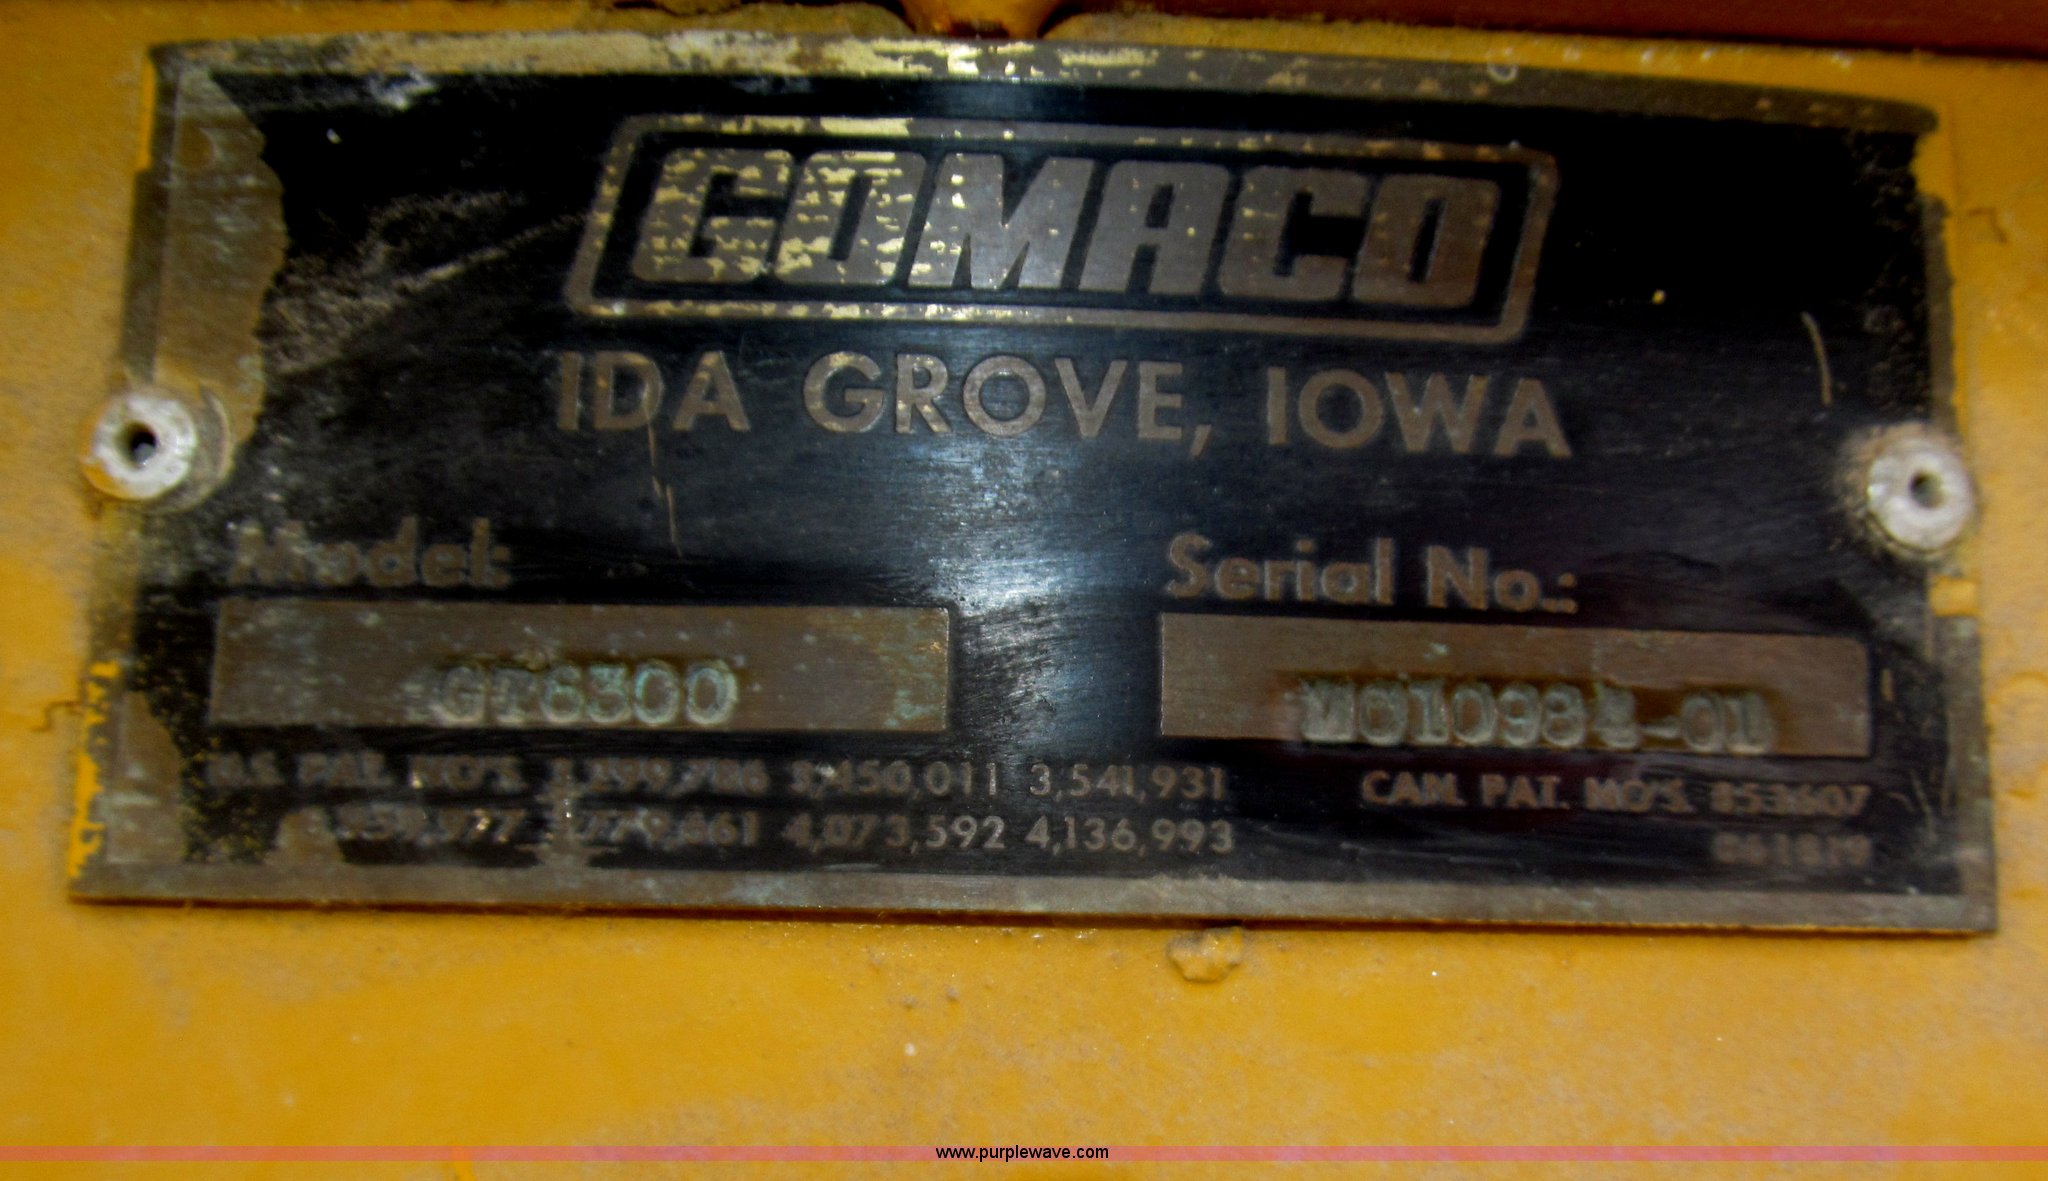 GOMACO
IDA GROVE, IOWA
Model: Serial No.:
GT6300
U.S. PAT. NO'S. 3,450,011 3,541,931 CAN. PAT. NO'S. 853607
4,073,592 4,136,993
www.purplewave.com